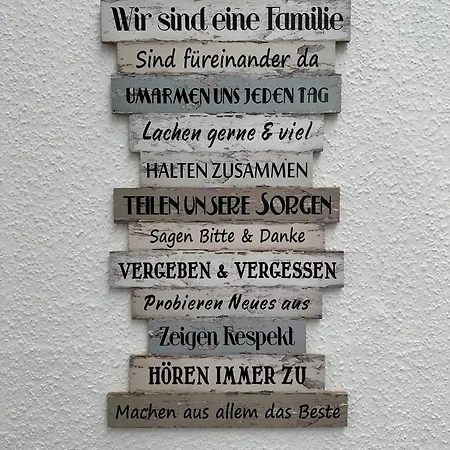 Wir sind eine Familie
Sind füreinander da
UMARMEN UNS JEDEN TAG
Lachen gerne & viel
HALTEN ZUSAMMEN
TEILEN UNSERE SORGEN
Sagen Bitte & Danke
VERGEBEN & VERGESSEN
Probieren Neues aus
Zeigen Respekt
HÖREN IMMER ZU
Machen aus allem das Beste